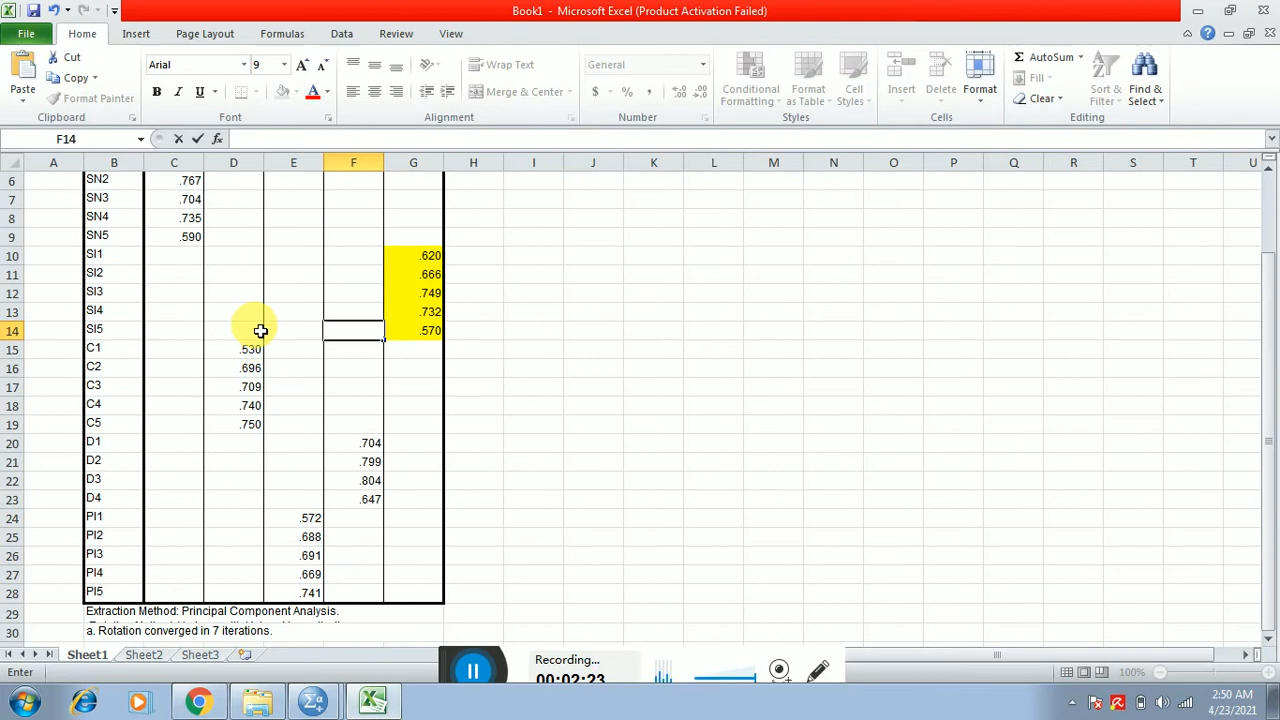 Book1 - Microsoft Excel (Product Activation Failed)
File Home Insert Page Layout Formulas Data Review View
Cut
Copy
Format Painter
Paste
Clipboard
Arial 9
B I U
Font
Wrap Text
Merge & Center
Alignment
General
$ % ,
Number
Conditional Formatting
Format as Table
Cell Styles
Styles
Insert
Delete
Format
Cells
Σ AutoSum
Fill
Clear
Sort & Filter
Find & Select
Editing
F14 fx
A B C D E F G H I J K L M N O P Q R S T U
6 SN2 .767
7 SN3 .704
8 SN4 .735
9 SN5 .590
10 SI1 .620
11 SI2 .666
12 SI3 .749
13 SI4 .732
14 SI5 .570
15 C1 .530
16 C2 .696
17 C3 .709
18 C4 .740
19 C5 .750
20 D1 .704
21 D2 .799
22 D3 .804
23 D4 .647
24 PI1 .572
25 PI2 .688
26 PI3 .691
27 PI4 .669
28 PI5 .741
29 Extraction Method: Principal Component Analysis.
30 a. Rotation converged in 7 iterations.
Sheet1 Sheet2 Sheet3
Recording...
00:02:23
Enter
100%
2:50 AM
4/23/2021